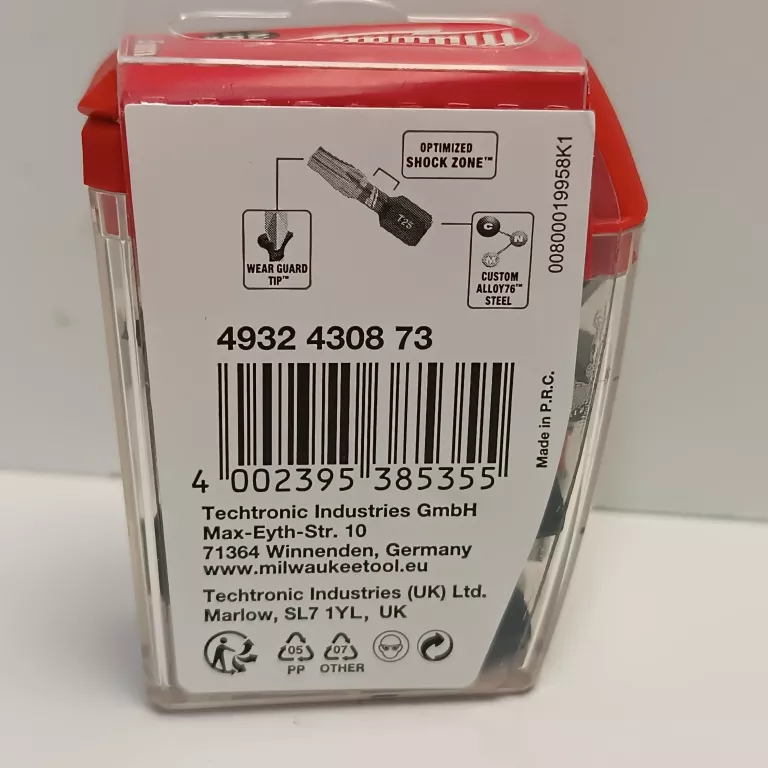 Milwaukee
OPTIMIZED
SHOCK ZONE™
T25
WEAR GUARD
TIP™
C
N
M
CUSTOM
ALLOY76™
STEEL
00800019958K1
4932 4308 73
Made in P.R.C.
4 002395 385355
Techtronic Industries GmbH
Max-Eyth-Str. 10
71364 Winnenden, Germany
www.milwaukeetool.eu
Techtronic Industries (UK) Ltd.
Marlow, SL7 1YL, UK
05
PP
07
OTHER